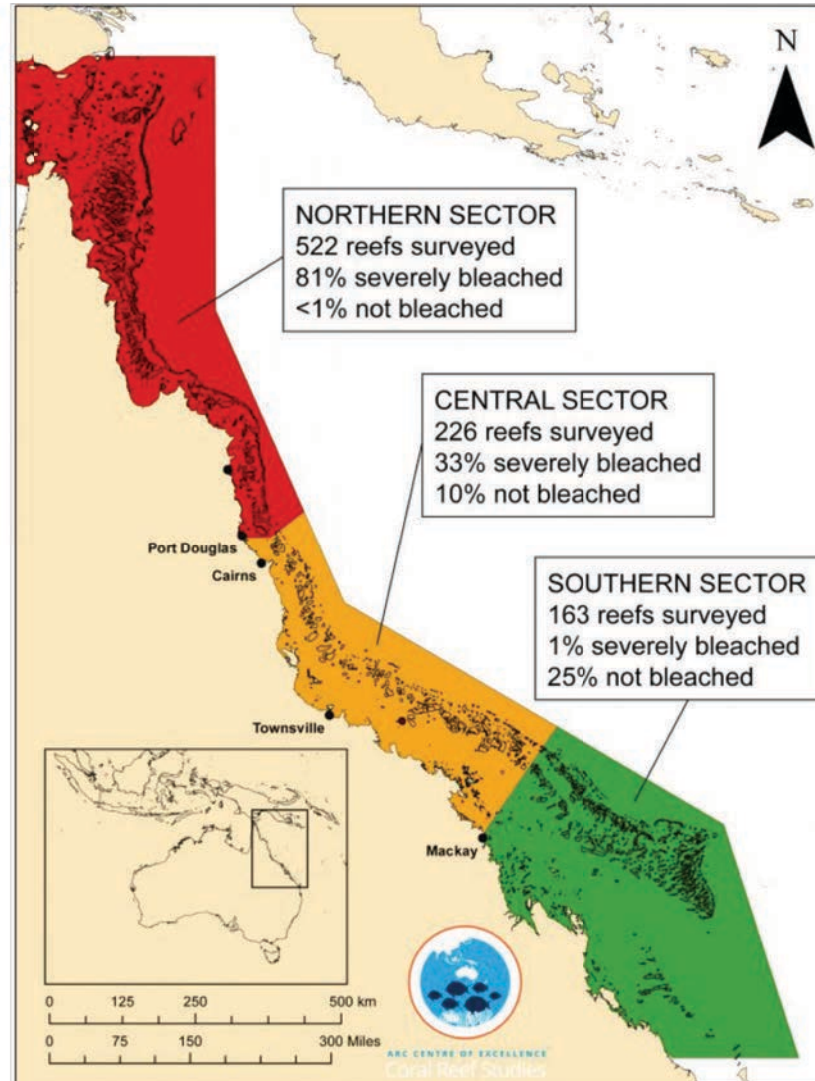 N
NORTHERN SECTOR
522 reefs surveyed
81% severely bleached
<1% not bleached
CENTRAL SECTOR
226 reefs surveyed
33% severely bleached
10% not bleached
Port Douglas
Cairns
SOUTHERN SECTOR
163 reefs surveyed
1% severely bleached
25% not bleached
Townsville
Mackay
0 125 250 500 km
0 75 150 300 Miles
ARC CENTRE OF EXCELLENCE
Coral Reef Studies